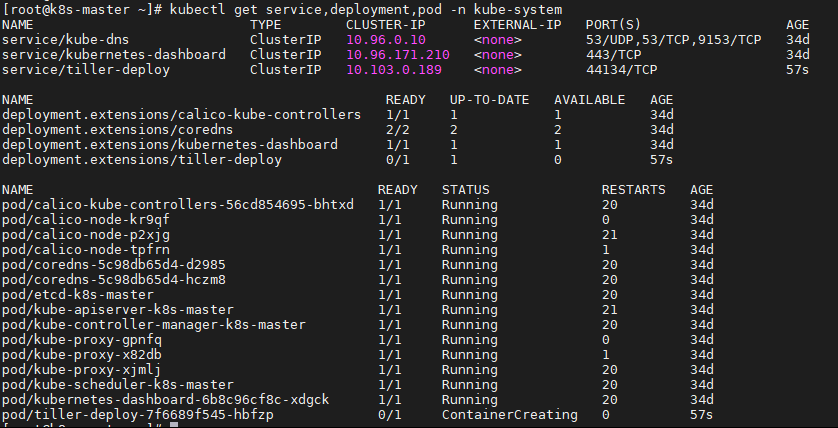 [root@k8s-master ~]# kubectl get service,deployment,pod -n kube-system
NAME TYPE CLUSTER-IP EXTERNAL-IP PORT(S) AGE
service/kube-dns ClusterIP 10.96.0.10 <none> 53/UDP,53/TCP,9153/TCP 34d
service/kubernetes-dashboard ClusterIP 10.96.171.210 <none> 443/TCP 34d
service/tiller-deploy ClusterIP 10.103.0.189 <none> 44134/TCP 57s
NAME READY UP-TO-DATE AVAILABLE AGE
deployment.extensions/calico-kube-controllers 1/1 1 1 34d
deployment.extensions/coredns 2/2 2 2 34d
deployment.extensions/kubernetes-dashboard 1/1 1 1 34d
deployment.extensions/tiller-deploy 0/1 1 0 57s
NAME READY STATUS RESTARTS AGE
pod/calico-kube-controllers-56cd854695-bhtxd 1/1 Running 20 34d
pod/calico-node-kr9qf 1/1 Running 0 34d
pod/calico-node-p2xjg 1/1 Running 21 34d
pod/calico-node-tpfrn 1/1 Running 1 34d
pod/coredns-5c98db65d4-d2985 1/1 Running 20 34d
pod/coredns-5c98db65d4-hczm8 1/1 Running 20 34d
pod/etcd-k8s-master 1/1 Running 20 34d
pod/kube-apiserver-k8s-master 1/1 Running 21 34d
pod/kube-controller-manager-k8s-master 1/1 Running 20 34d
pod/kube-proxy-gpnfq 1/1 Running 0 34d
pod/kube-proxy-x82db 1/1 Running 1 34d
pod/kube-proxy-xjmlj 1/1 Running 20 34d
pod/kube-scheduler-k8s-master 1/1 Running 20 34d
pod/kubernetes-dashboard-6b8c96cf8c-xdgck 1/1 Running 20 34d
pod/tiller-deploy-7f6689f545-hbfzp 0/1 ContainerCreating 0 57s